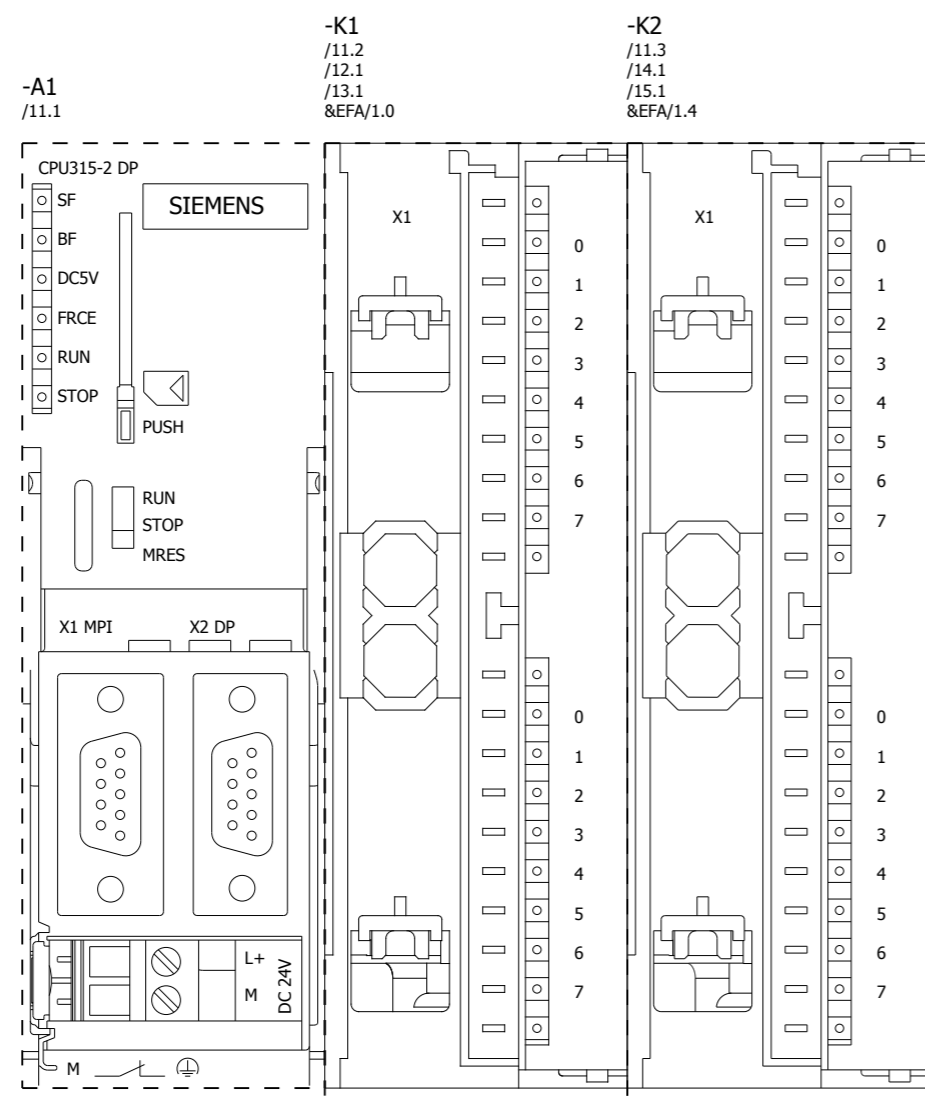 -A1
/11.1
-K1
/11.2
/12.1
/13.1
&EFA/1.0
-K2
/11.3
/14.1
/15.1
&EFA/1.4
CPU315-2 DP
SIEMENS
SF
BF
DC5V
FRCE
RUN
STOP
PUSH
RUN
STOP
MRES
X1 MPI
X2 DP
L+
M
DC 24V
M
X1
0
1
2
3
4
5
6
7
0
1
2
3
4
5
6
7
X1
0
1
2
3
4
5
6
7
0
1
2
3
4
5
6
7